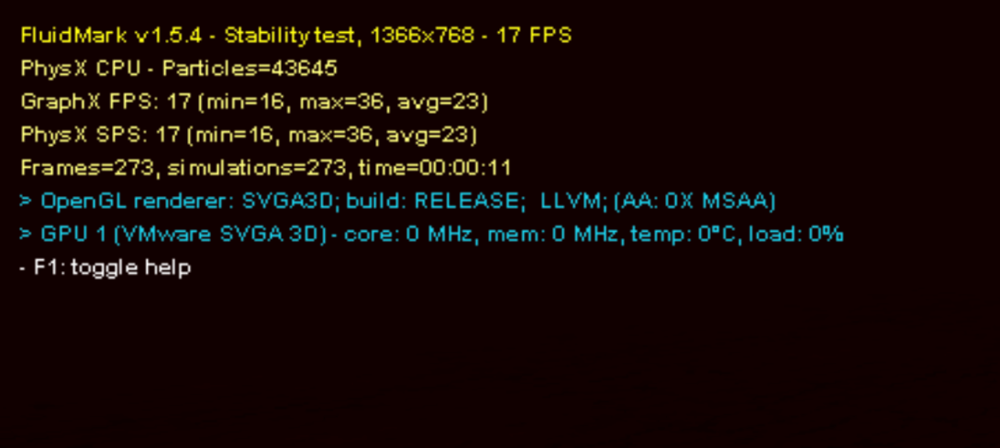 FluidMark v1.5.4 - Stability test, 1366x768 - 17 FPS
PhysX CPU - Particles=43645
GraphX FPS: 17 (min=16, max=36, avg=23)
PhysX SPS: 17 (min=16, max=36, avg=23)
Frames=273, simulations=273, time=00:00:11
> OpenGL renderer: SVGA3D; build: RELEASE;  LLVM; (AA: 0X MSAA)
> GPU 1 (VMware SVGA 3D) - core: 0 MHz, mem: 0 MHz, temp: 0°C, load: 0%
- F1: toggle help